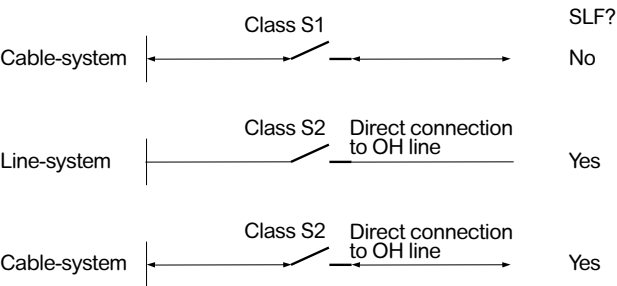 SLF?
Class S1
Cable-system
No
Class S2 Direct connection
to OH line
Line-system
Yes
Class S2 Direct connection
to OH line
Cable-system
Yes